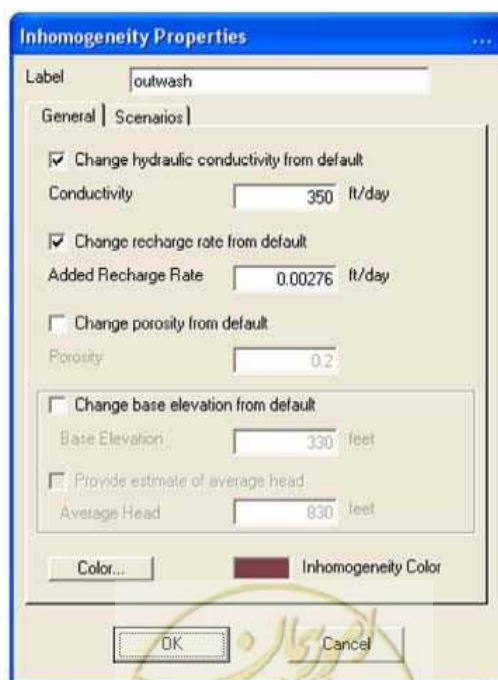 Inhomogeneity Properties ...
Label outwash
General Scenarios
Change hydraulic conductivity from default
Conductivity 350 ft/day
Change recharge rate from default
Added Recharge Rate 0.00276 ft/day
Change porosity from default
Porosity 0.2
Change base elevation from default
Base Elevation 330 feet
Provide estimate of average head
Average Head 830 feet
Color... Inhomogeneity Color
OK Cancel